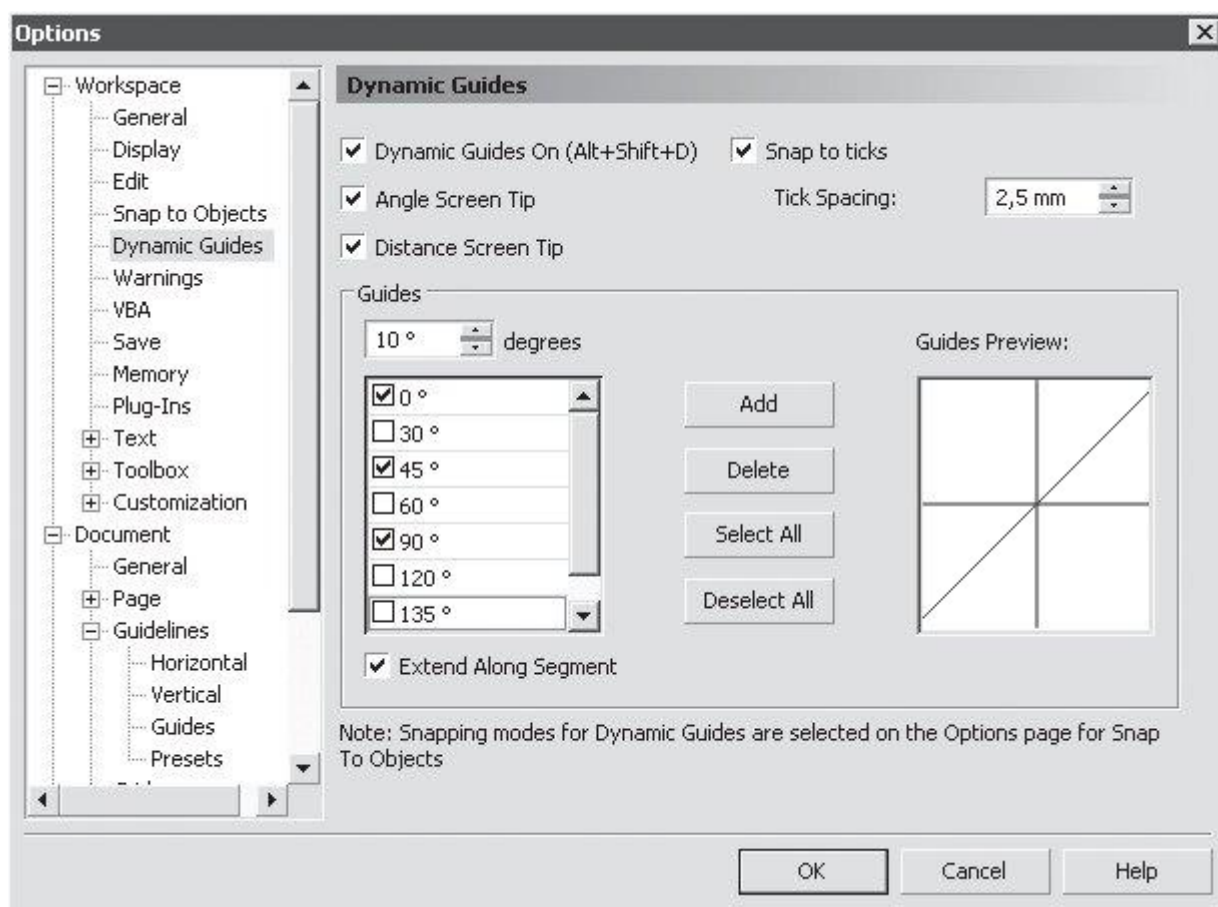 Options
Workspace
General
Display
Edit
Snap to Objects
Dynamic Guides
Warnings
VBA
Save
Memory
Plug-Ins
Text
Toolbox
Customization
Document
General
Page
Guidelines
Horizontal
Vertical
Guides
Presets
Dynamic Guides
Dynamic Guides On (Alt+Shift+D)
Snap to ticks
Angle Screen Tip
Tick Spacing:
2,5 mm
Distance Screen Tip
Guides
10 °
degrees
Guides Preview:
0 °
30 °
45 °
60 °
90 °
120 °
135 °
Add
Delete
Select All
Deselect All
Extend Along Segment
Note: Snapping modes for Dynamic Guides are selected on the Options page for Snap
To Objects
OK
Cancel
Help